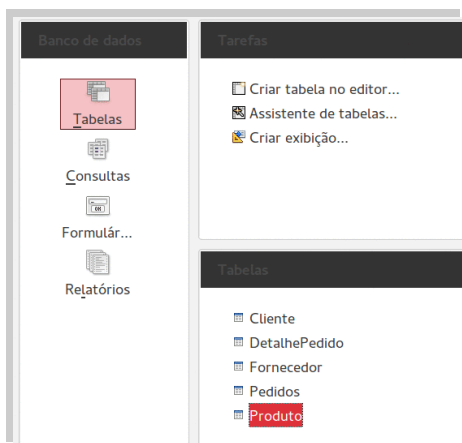 Banco de dados
Tabelas
Consultas
Formulár...
Relatórios
Tarefas
Criar tabela no editor...
Assistente de tabelas...
Criar exibição...
Tabelas
Cliente
DetalhePedido
Fornecedor
Pedidos
Produto